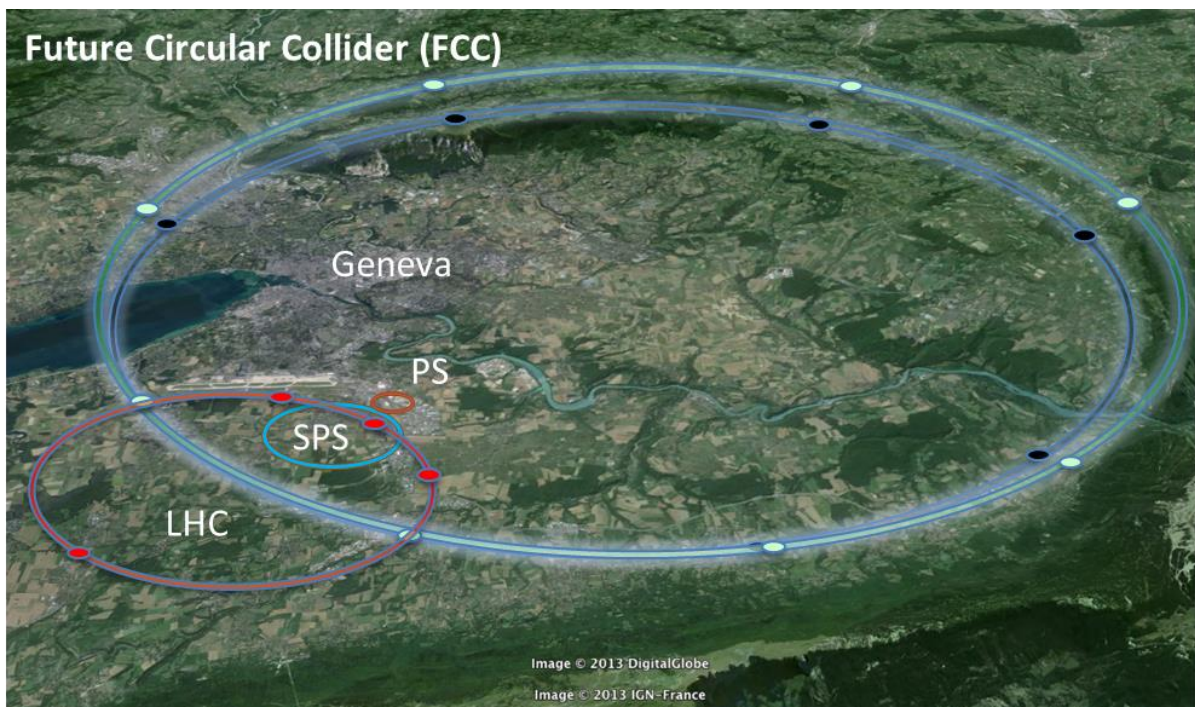 Future Circular Collider (FCC)
Geneva
PS
SPS
LHC
Image © 2013 DigitalGlobe
Image © 2013 IGN-France